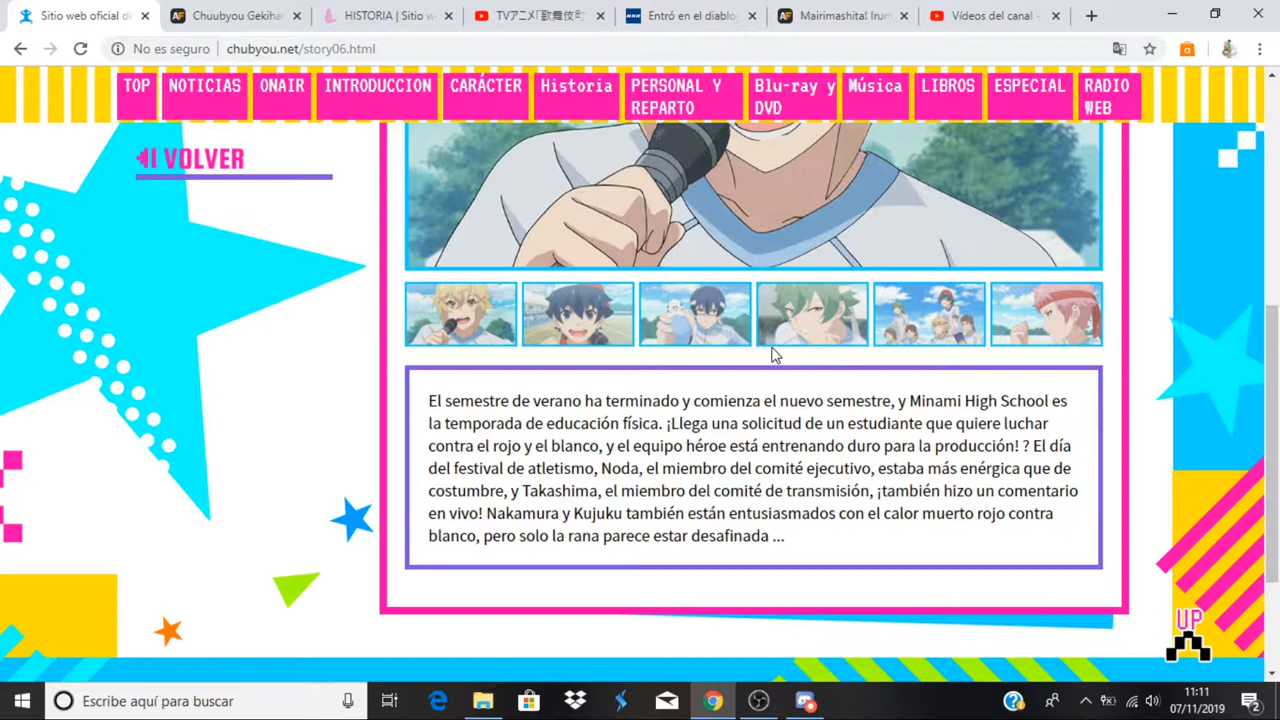 Sitio web oficial de
Chuubyou Gekihar
HISTORIA | Sitio w
TVアニメ「歌舞伎町
NHK
Entró en el diablo
Mairimashita! Irum
Vídeos del canal -
No es seguro
chubyou.net/story06.html
TOP
NOTICIAS
ONAIR
INTRODUCCION
CARÁCTER
Historia
PERSONAL Y
REPARTO
Blu-ray y
DVD
Música
LIBROS
ESPECIAL
RADIO
WEB
VOLVER
El semestre de verano ha terminado y comienza el nuevo semestre, y Minami High School es
la temporada de educación física. ¡Llega una solicitud de un estudiante que quiere luchar
contra el rojo y el blanco, y el equipo héroe está entrenando duro para la producción! ? El día
del festival de atletismo, Noda, el miembro del comité ejecutivo, estaba más enérgica que de
costumbre, y Takashima, el miembro del comité de transmisión, ¡también hizo un comentario
en vivo! Nakamura y Kujuku también están entusiasmados con el calor muerto rojo contra
blanco, pero solo la rana parece estar desafinada ...
UP
Escribe aquí para buscar
11:11
07/11/2019
2